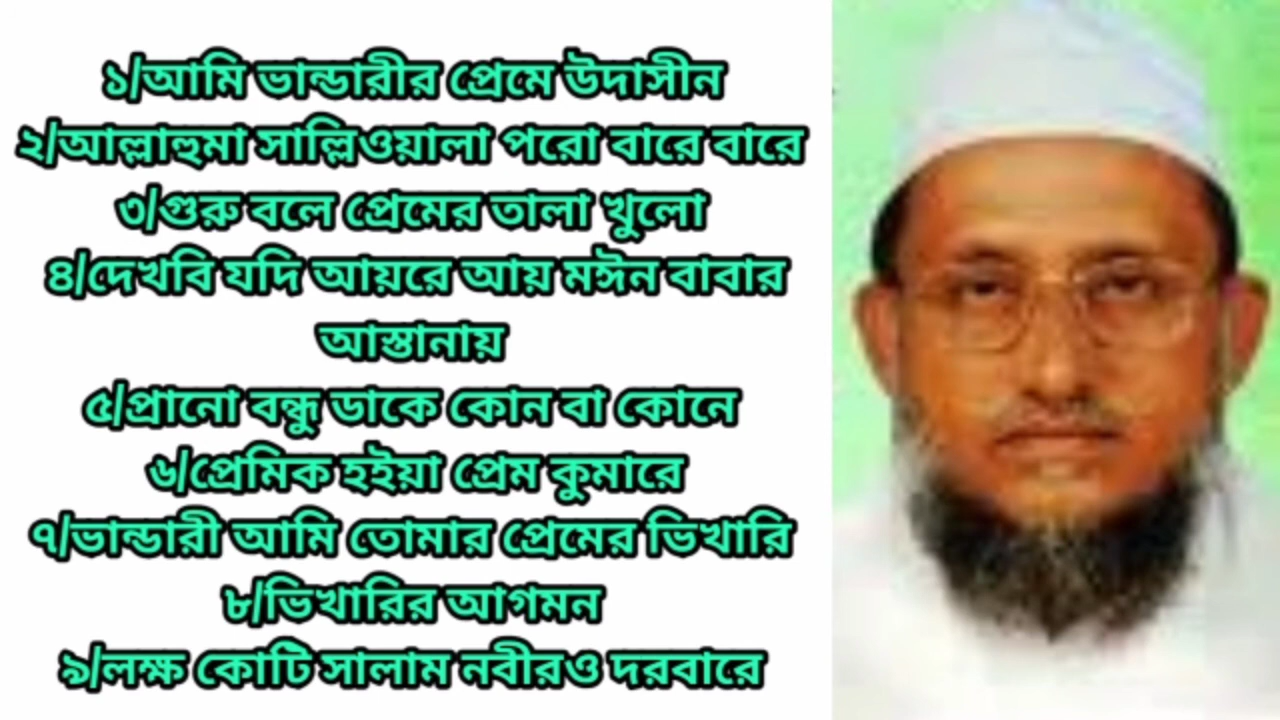 ১/আমি ভান্ডারীর প্রেমে উদাসীন
২/আল্লাহুমা সাল্লিওয়ালা পরো বারে বারে
৩/গুরু বলে প্রেমের তালা খুলো
৪/দেখবি যদি আয়রে আয় মঈন বাবার
আস্তানায়
৫/প্রানো বন্ধু ডাকে কোন বা কোনে
৬/প্রেমিক হইয়া প্রেম কুমারে
৭/ভান্ডারী আমি তোমার প্রেমের ভিখারি
৮/ভিখারির আগমন
৯/লক্ষ কোটি সালাম নবীরও দরবারে